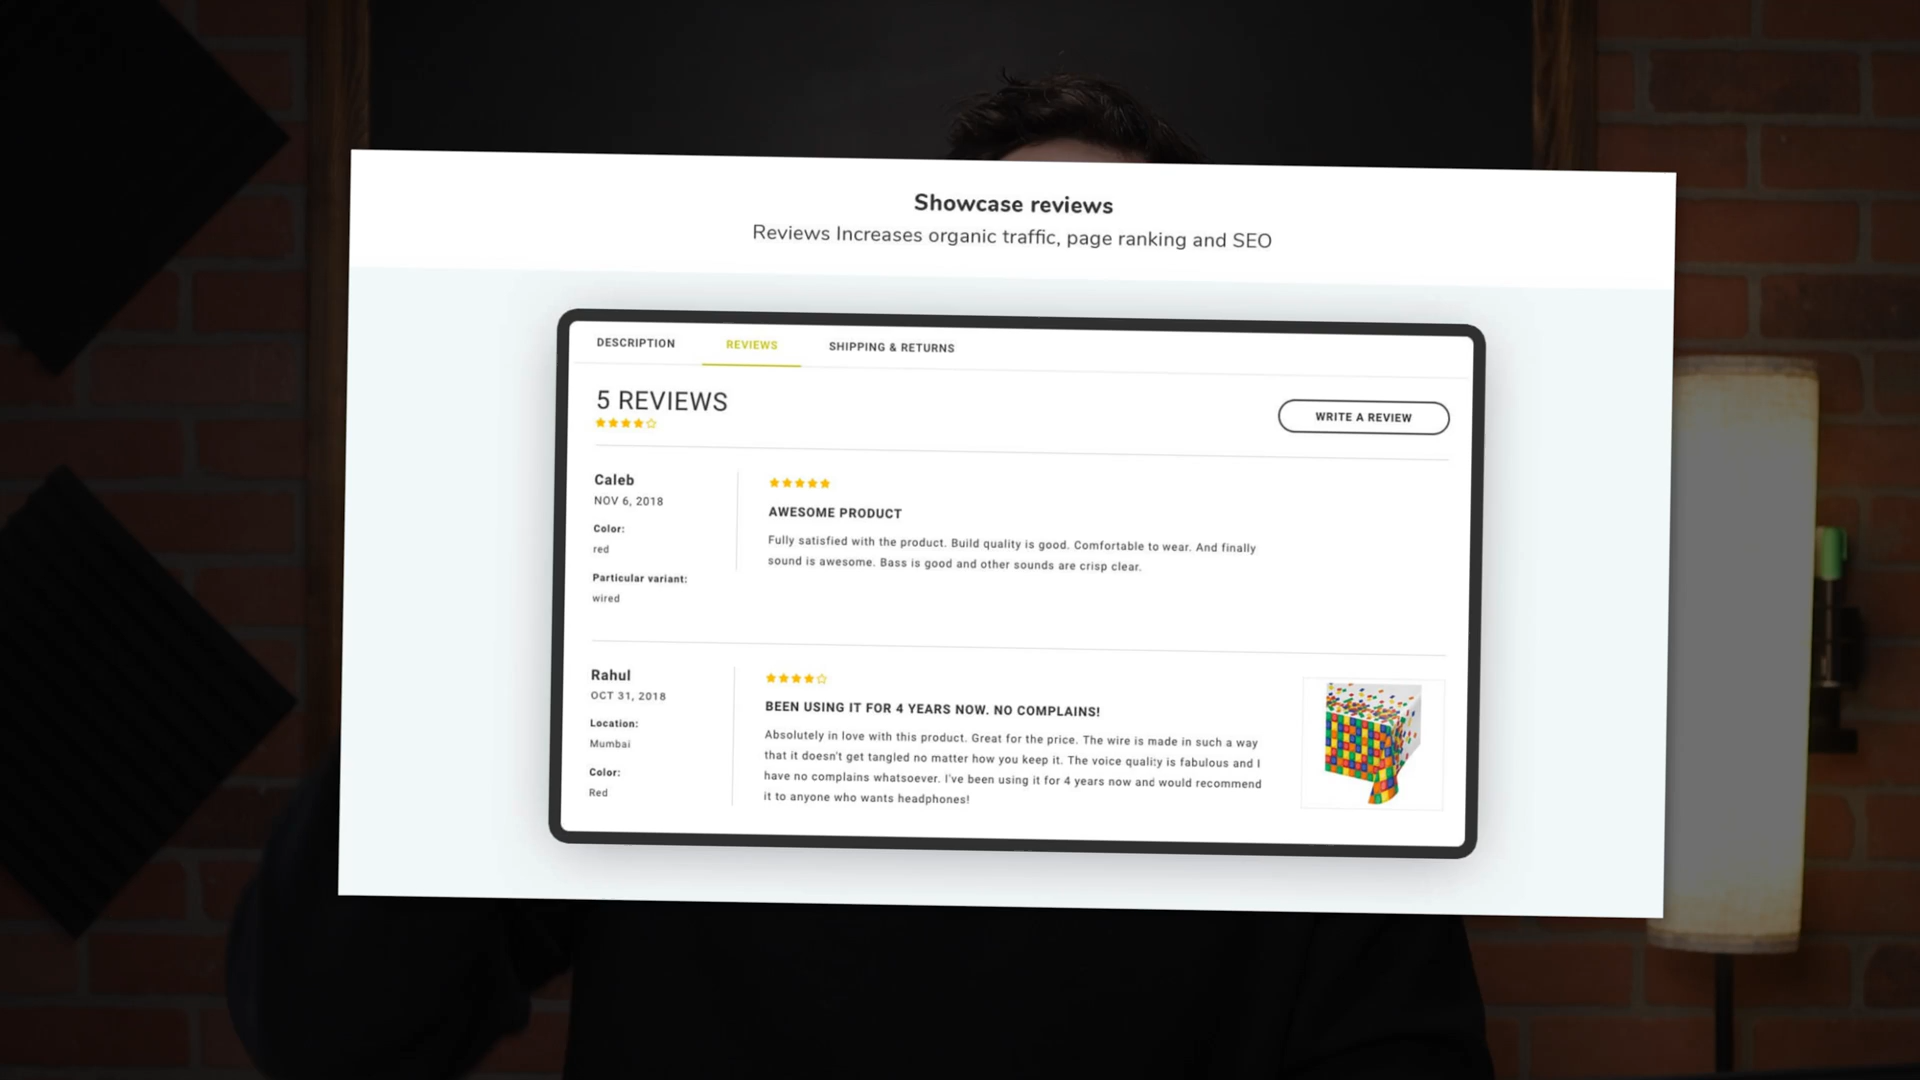 Showcase reviews
Reviews Increases organic traffic, page ranking and SEO
DESCRIPTION REVIEWS SHIPPING & RETURNS
5 REVIEWS
WRITE A REVIEW
Caleb
NOV 6, 2018
Color:
red
Particular variant:
wired
AWESOME PRODUCT
Fully satisfied with the product. Build quality is good. Comfortable to wear. And finally
sound is awesome. Bass is good and other sounds are crisp clear.
Rahul
OCT 31, 2018
Location:
Mumbai
Color:
Red
BEEN USING IT FOR 4 YEARS NOW. NO COMPLAINS!
Absolutely in love with this product. Great for the price. The wire is made in such a way
that it doesn't get tangled no matter how you keep it. The voice quality is fabulous and I
have no complains whatsoever. I've been using it for 4 years now and would recommend
it to anyone who wants headphones!